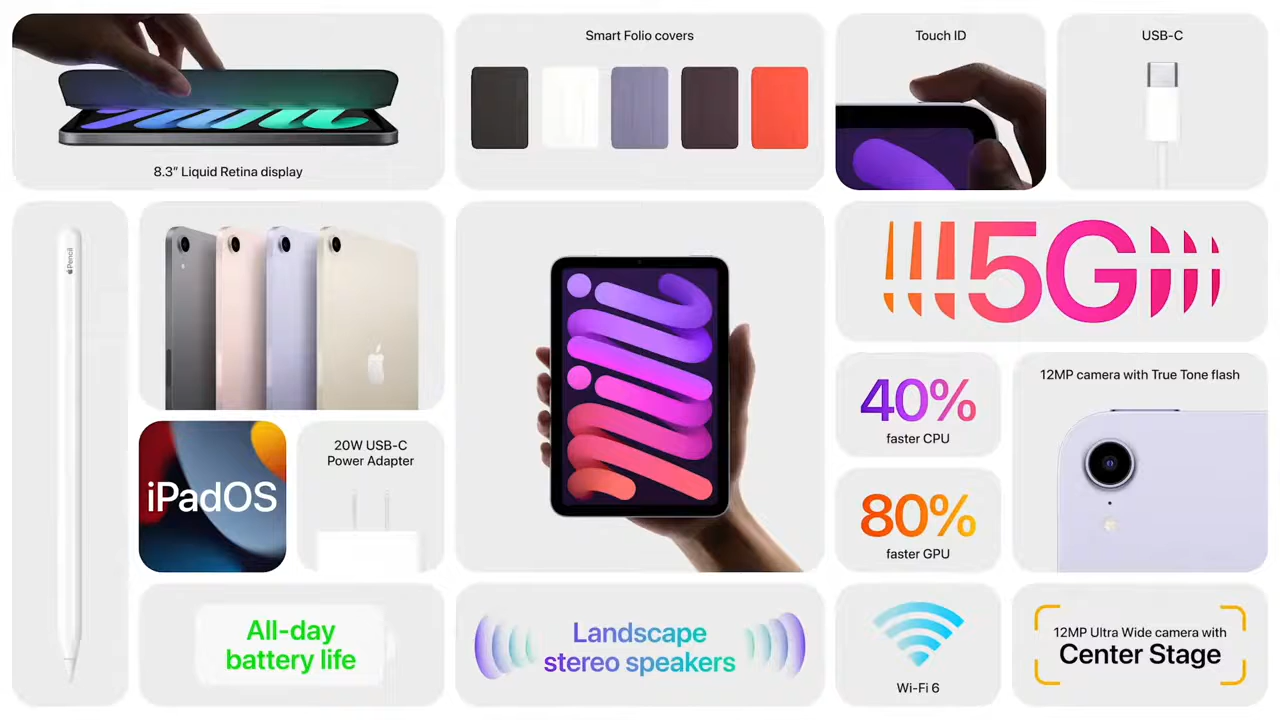 8.3" Liquid Retina display
Smart Folio covers
Touch ID
USB-C
Pencil
5G
40%
faster CPU
80%
faster GPU
12MP camera with True Tone flash
iPadOS
20W USB-C
Power Adapter
All-day
battery life
Landscape
stereo speakers
Wi-Fi 6
12MP Ultra Wide camera with
Center Stage